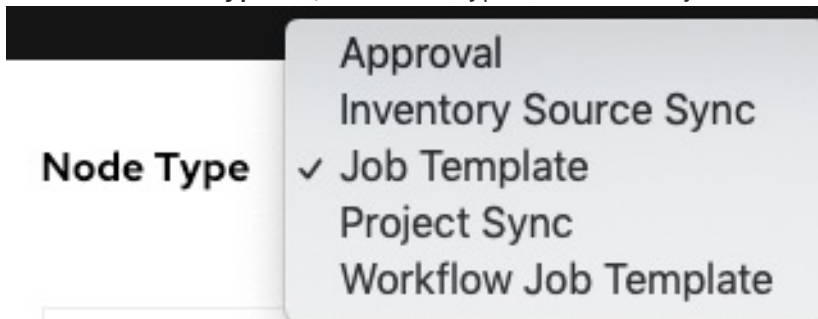 Approval
Inventory Source Sync
Node Type ✓ Job Template
Project Sync
Workflow Job Template